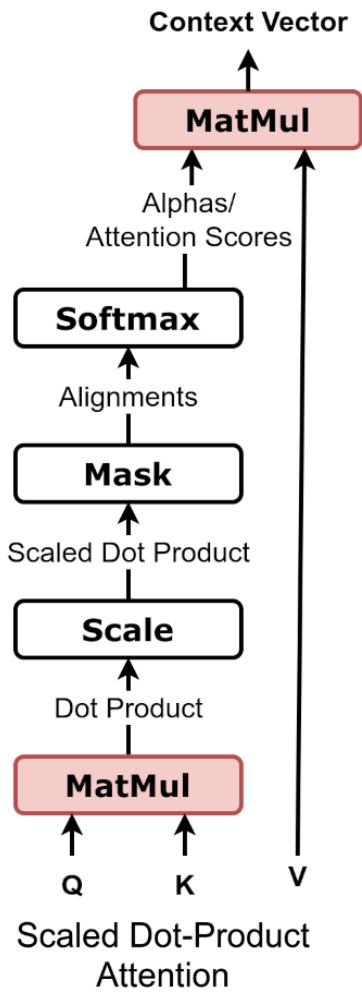 Context Vector
MatMul
Alphas/
Attention Scores
Softmax
Alignments
Mask
Scaled Dot Product
Scale
Dot Product
MatMul
Q K V
Scaled Dot-Product
Attention